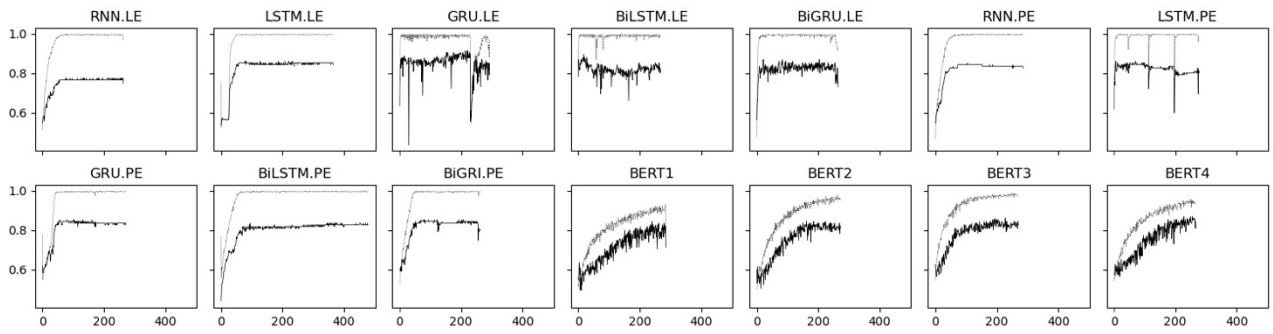 RNN.LE LSTM.LE GRU.LE BiLSTM.LE BiGRU.LE RNN.PE LSTM.PE
1.0
0.8
0.6
GRU.PE BiLSTM.PE BiGRI.PE BERT1 BERT2 BERT3 BERT4
1.0
0.8
0.6
0 200 400 0 200 400 0 200 400 0 200 400 0 200 400 0 200 400 0 200 400